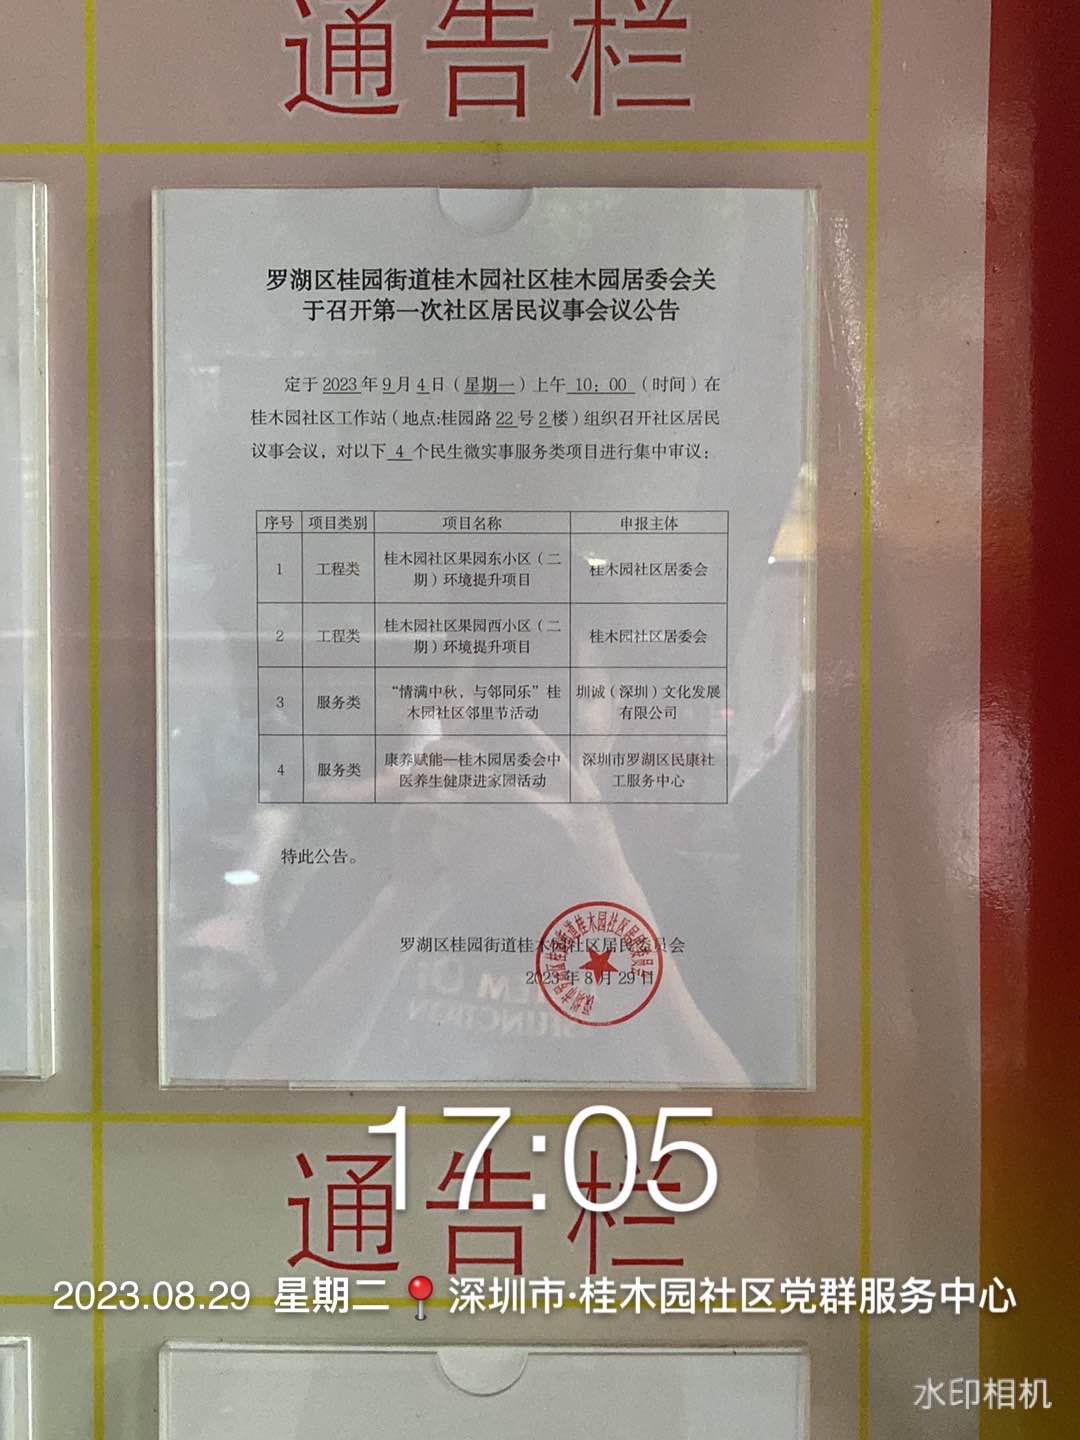 通告栏
罗湖区桂园街道桂木园社区桂木园居委会关
于召开第一次社区居民议事会议公告
定于 2023 年 9 月 4 日（星期一）上午 10：00 （时间）在
桂木园社区工作站（地点:桂园路 22 号 2 楼）组织召开社区居民
议事会议，对以下 4 个民生微实事服务类项目进行集中审议：
序号 项目类别 项目名称 申报主体
1 工程类 桂木园社区果园东小区（二期）环境提升项目 桂木园社区居委会
2 工程类 桂木园社区果园西小区（二期）环境提升项目 桂木园社区居委会
3 服务类 “情满中秋，与邻同乐”桂木园社区邻里节活动 圳诚（深圳）文化发展有限公司
4 服务类 康养赋能—桂木园居委会中医养生健康进家园活动 深圳市罗湖区民康社工服务中心
特此公告。
罗湖区桂园街道桂木园社区居民委员会
2023 年 8 月 29 日
17:05
通告栏
2023.08.29 星期二 深圳市·桂木园社区党群服务中心
水印相机